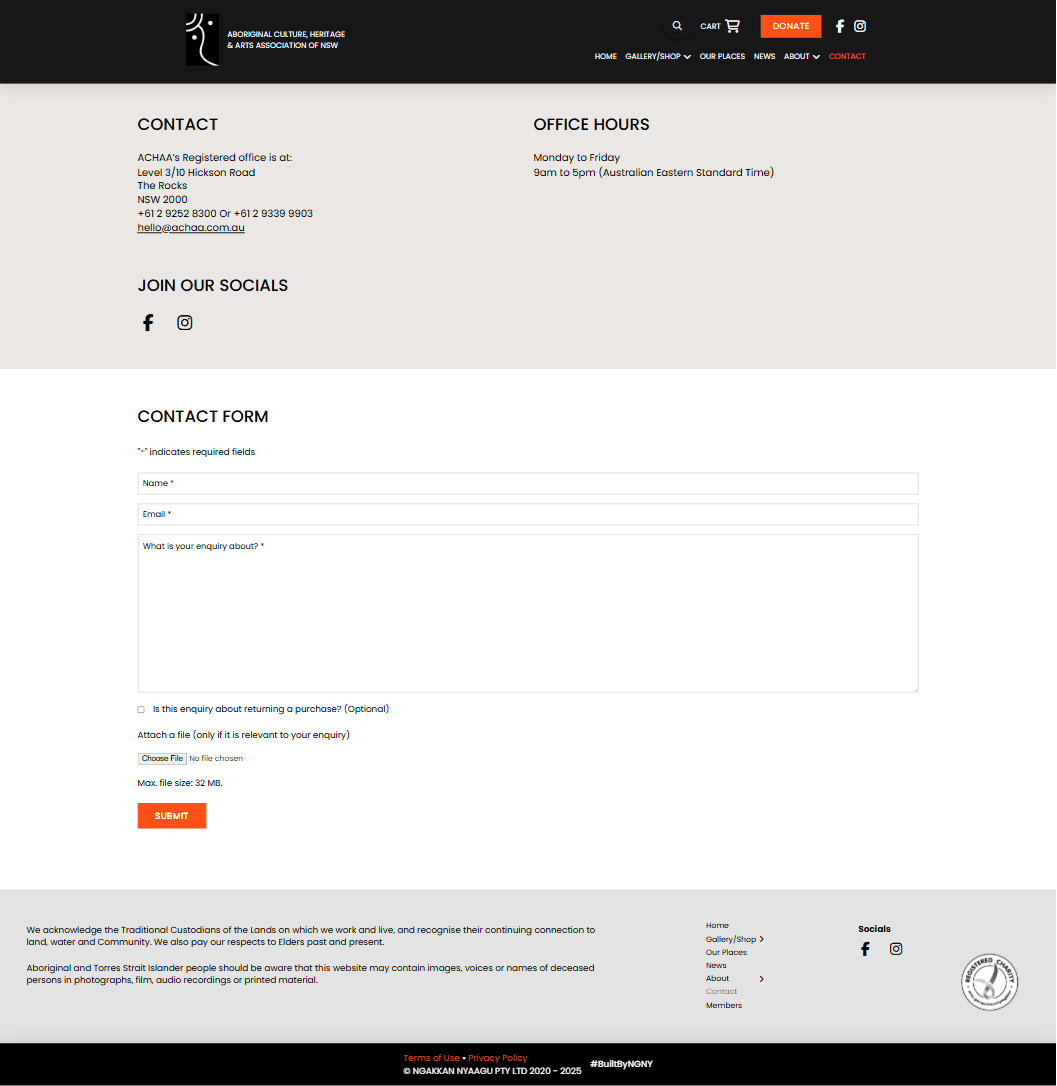 ABORIGINAL CULTURE, HERITAGE
& ARTS ASSOCIATION OF NSW
CART
DONATE
HOME GALLERY/SHOP OUR PLACES NEWS ABOUT CONTACT
CONTACT
ACHAA's Registered office is at:
Level 3/10 Hickson Road
The Rocks
NSW 2000
+61 2 9252 8300 Or +61 2 9339 9903
hello@achaa.com.au
OFFICE HOURS
Monday to Friday
9am to 5pm (Australian Eastern Standard Time)
JOIN OUR SOCIALS
CONTACT FORM
"*" indicates required fields
Name *
Email *
What is your enquiry about? *
Is this enquiry about returning a purchase? (Optional)
Attach a file (only if it is relevant to your enquiry)
Choose File No file chosen
Max. file size: 32 MB.
SUBMIT
We acknowledge the Traditional Custodians of the Lands on which we work and live, and recognise their continuing connection to
land, water and Community. We also pay our respects to Elders past and present.
Aboriginal and Torres Strait Islander people should be aware that this website may contain images, voices or names of deceased
persons in photographs, film, audio recordings or printed material.
Home
Gallery/Shop
Our Places
News
About
Contact
Members
Socials
REGISTERED CHARITY
Terms of Use • Privacy Policy
© NGAKKAN NYAAGU PTY LTD 2020 - 2025
#BuiltByNGNY